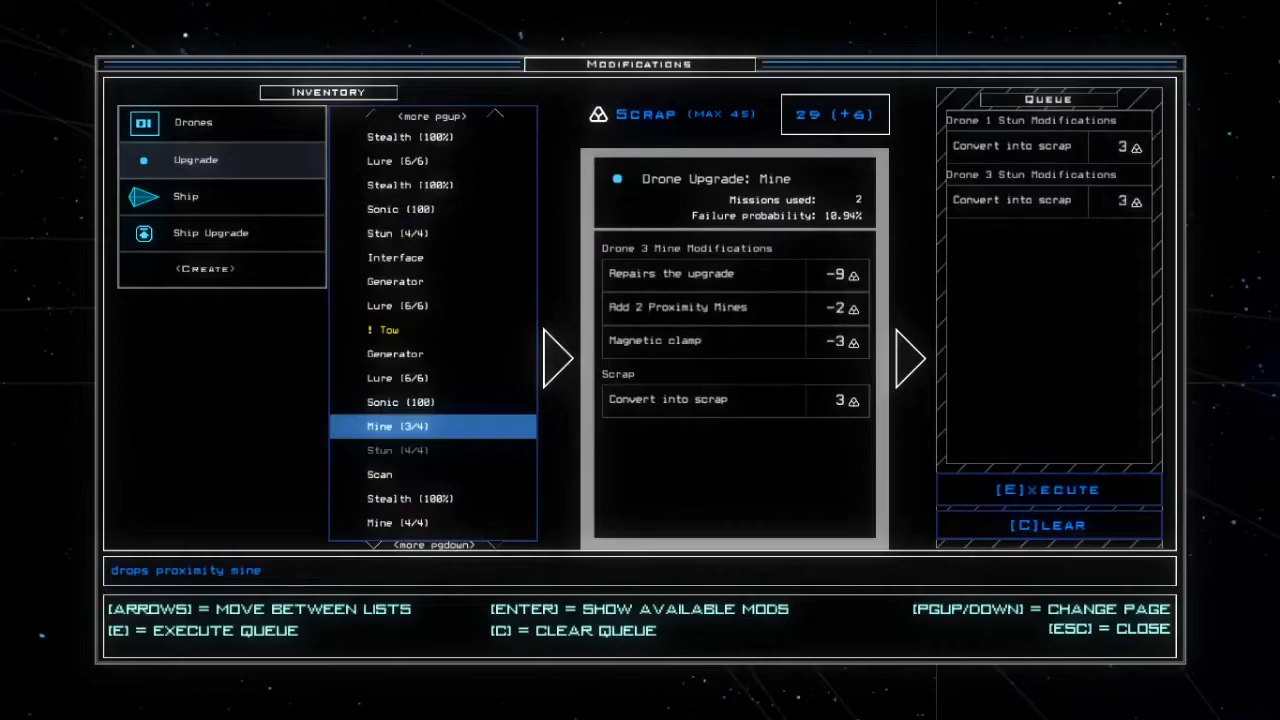 MODIFICATIONS
INVENTORY
Drones
Upgrade
Ship
Ship Upgrade
<CREATE>
<more pgup>
Stealth (100%)
Lure (6/6)
Stealth (100%)
Sonic (100)
Stun (4/4)
Interface
Generator
Lure (6/6)
! Tow
Generator
Lure (6/6)
Sonic (100)
Mine (3/4)
Stun (4/4)
Scan
Stealth (100%)
Mine (4/4)
<more pgdown>
SCRAP (MAX 45)
29 (+6)
Drone Upgrade: Mine
Missions used: 2
Failure probability: 10.94%
Drone 3 Mine Modifications
Repairs the upgrade -9
Add 2 Proximity Mines -2
Magnetic clamp -3
Scrap
Convert into scrap 3
QUEUE
Drone 1 Stun Modifications
Convert into scrap 3
Drone 3 Stun Modifications
Convert into scrap 3
[E]XECUTE
[C]LEAR
drops proximity mine
[ARROWS] = MOVE BETWEEN LISTS
[ENTER] = SHOW AVAILABLE MODS
[PGUP/DOWN] = CHANGE PAGE
[E] = EXECUTE QUEUE
[C] = CLEAR QUEUE
[ESC] = CLOSE